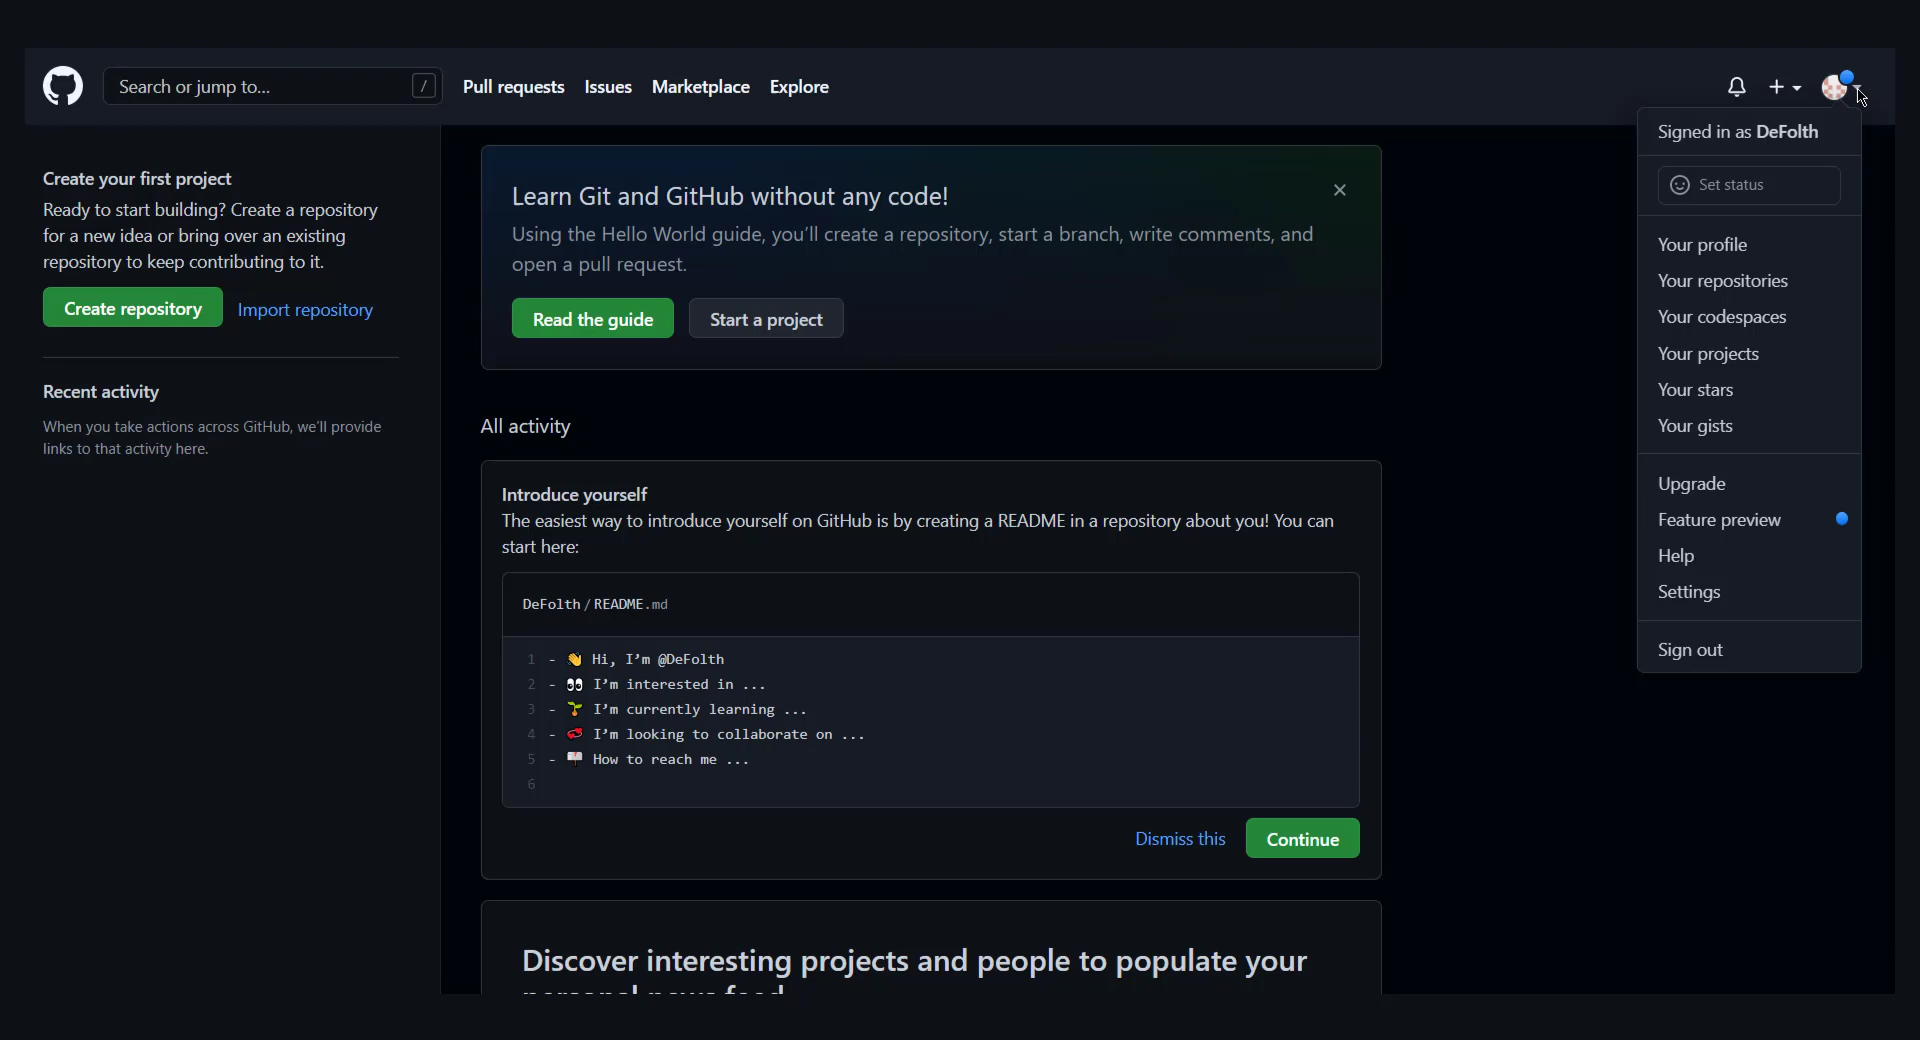 Search or jump to... /
Pull requests Issues Marketplace Explore
Signed in as DeFolth
Set status
Your profile
Your repositories
Your codespaces
Your projects
Your stars
Your gists
Upgrade
Feature preview
Help
Settings
Sign out
Create your first project
Ready to start building? Create a repository
for a new idea or bring over an existing
repository to keep contributing to it.
Create repository Import repository
Recent activity
When you take actions across GitHub, we'll provide
links to that activity here.
Learn Git and GitHub without any code!
Using the Hello World guide, you’ll create a repository, start a branch, write comments, and
open a pull request.
Read the guide Start a project
All activity
Introduce yourself
The easiest way to introduce yourself on GitHub is by creating a README in a repository about you! You can
start here:
DeFolth/README.md
1 - 👋 Hi, I’m @DeFolth
2 - 👀 I’m interested in ...
3 - 🌱 I’m currently learning ...
4 - 💞️ I’m looking to collaborate on ...
5 - 📫 How to reach me ...
6
Dismiss this Continue
Discover interesting projects and people to populate your
personal news feed